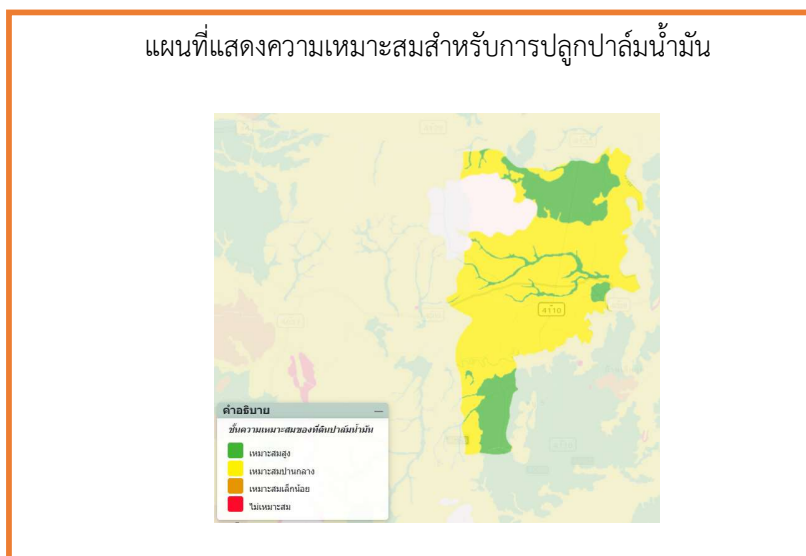 แผนที่แสดงความเหมาะสมสำหรับการปลูกปาล์มน้ำมัน
4110
คำอธิบาย
ชั้นความเหมาะสมของที่ดินปาล์มน้ำมัน
เหมาะสมสูง
เหมาะสมปานกลาง
เหมาะสมเล็กน้อย
ไม่เหมาะสม